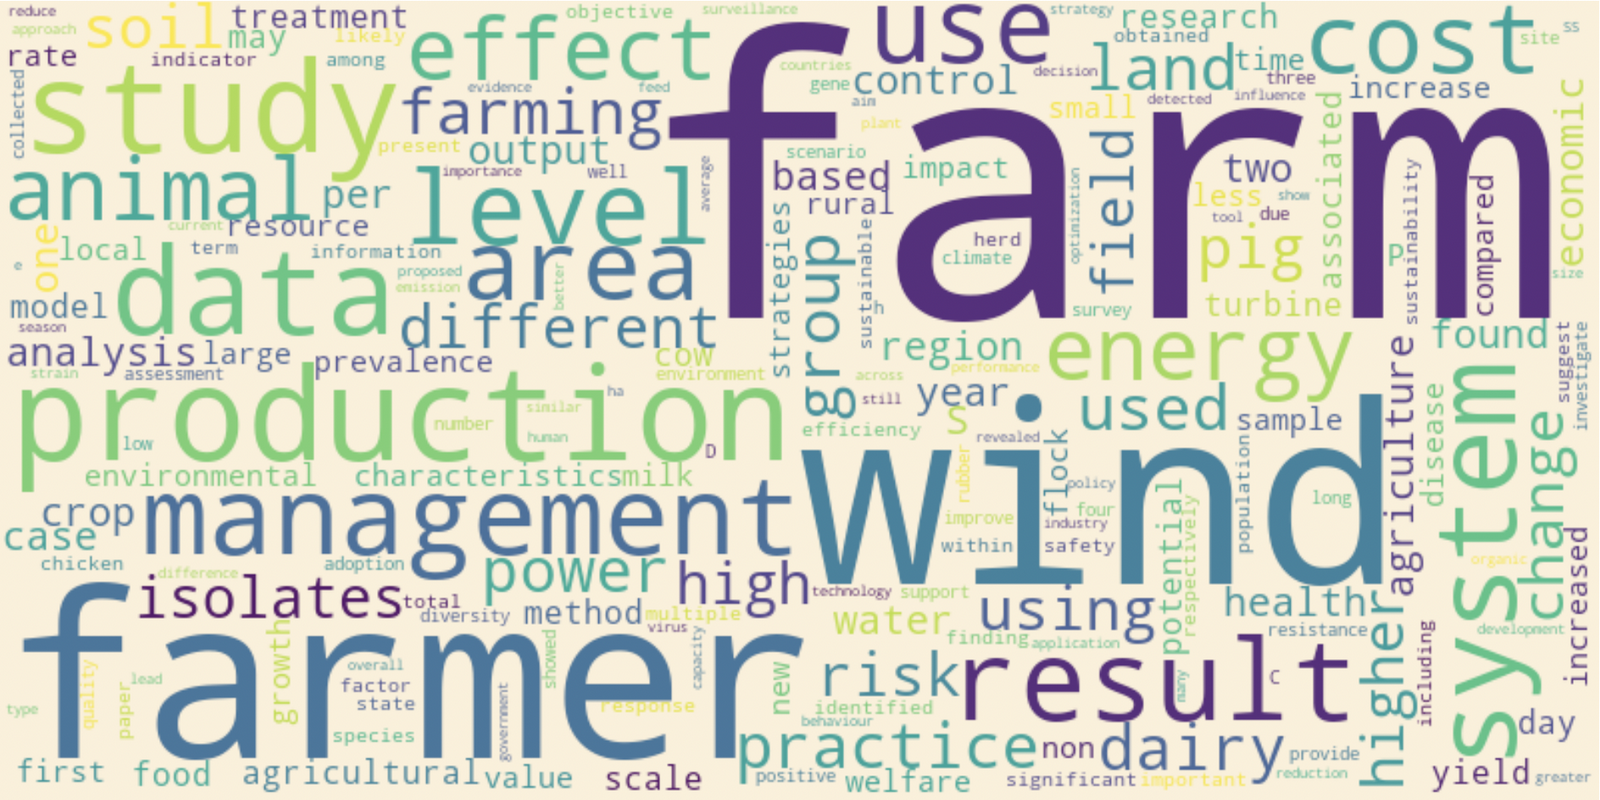 reduce
approach
soil
treatment
may
likely
objective
surveillance
effect
use
strategy
research
obtained
cost
site
ss
rate
indicator
among
study
evidence
feed
countries
gene
control
aim
decision
land
time
three
detected
influence
increase
collected
farming
farm
plant
small
economic
present
output
importance
well
average
scenario
based
impact
field
two
associated
animal
per
level
rural
less
show
tool
due
current
resource
one
local
term
information
area
herd
climate
optimization
pig
P
sustainability
compared
e
data
proposed
emission
better
strategies
group
sustainable
h
size
model
season
different
survey
turbine
analysis
large
prevalence
cow
environment
region
energy
found
suggest
investigate
strain
assessment
production
ha
across
performance
still
year
number
similar
human
low
D
efficiency
s
revealed
used
sample
agriculture
disease
system
change
environmental
characteristics
milk
wind
rubber
flock
policy
population
long
crop
management
improve
four
industry
potential
respectively
case
within
safety
organic
chicken
difference
adoption
power
high
technology
support
isolates
total
diversity
method
multiple
virus
water
using
health
resistance
increased
development
farmer
finding
application
growth
showed
capacity
risk
result
higher
including
quality
paper
lead
overall
factor
state
government
response
new
many
C
type
species
identified
behaviour
day
practice
non
dairy
provide
first
food
agricultural
value
scale
positive
welfare
significant
important
reduction
yield
greater